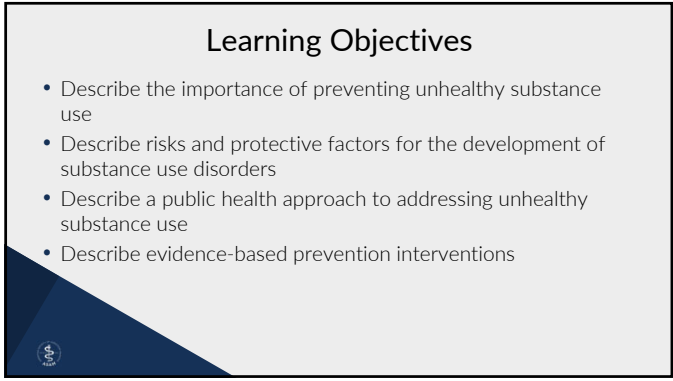 Learning Objectives
• Describe the importance of preventing unhealthy substance
use
• Describe risks and protective factors for the development of
substance use disorders
• Describe a public health approach to addressing unhealthy
substance use
• Describe evidence-based prevention interventions
ASAM